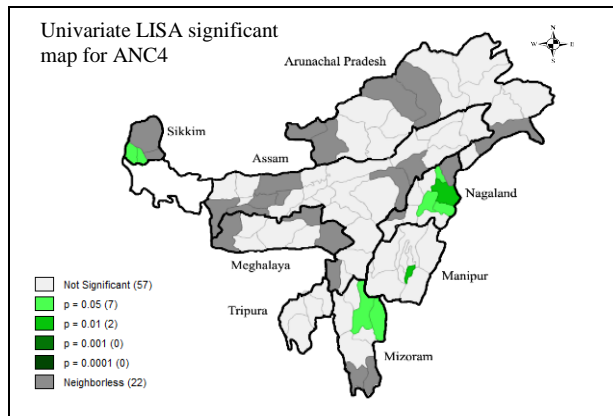 Univariate LISA significant
map for ANC4
N
W
E
S
Arunachal Pradesh
Sikkim
Assam
Nagaland
Meghalaya
Manipur
Tripura
Mizoram
Not Significant (57)
p = 0.05 (7)
p = 0.01 (2)
p = 0.001 (0)
p = 0.0001 (0)
Neighborless (22)